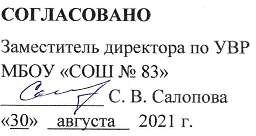 СОГЛАСОВАНО
Заместитель директора по УВР
МБОУ «СОШ № 83»
С. В. Салопова
«30» августа 2021 г.